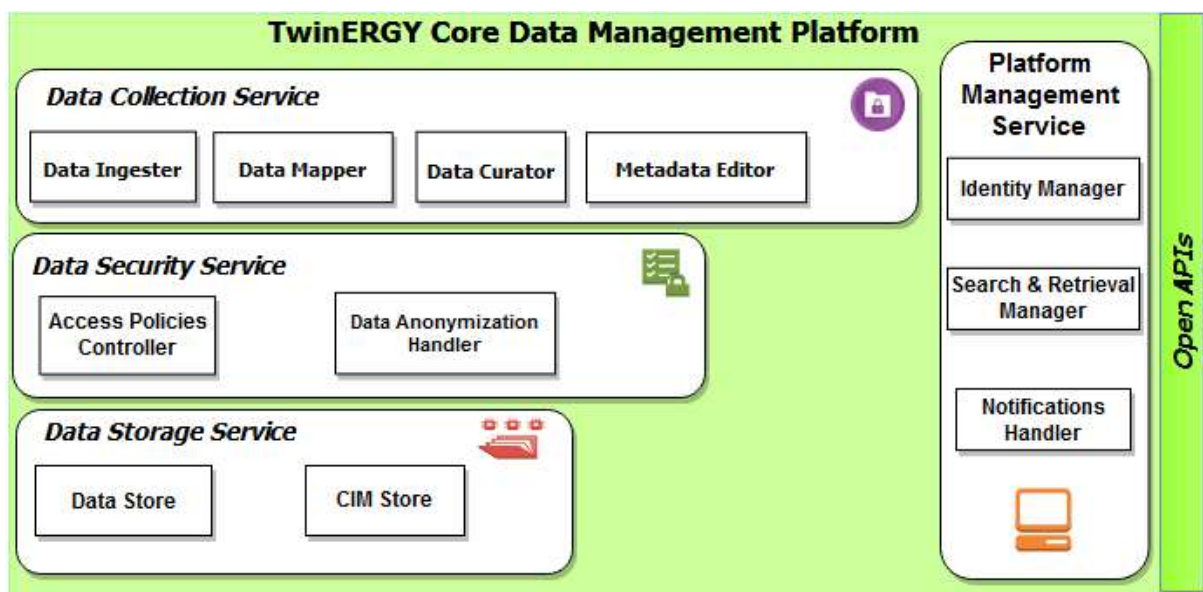 TwinERGY Core Data Management Platform
Data Collection Service
Data Ingester
Data Mapper
Data Curator
Metadata Editor
Data Security Service
Access Policies
Controller
Data Anonymization
Handler
Data Storage Service
Data Store
CIM Store
Platform
Management
Service
Identity Manager
Search & Retrieval
Manager
Notifications
Handler
Open APIs